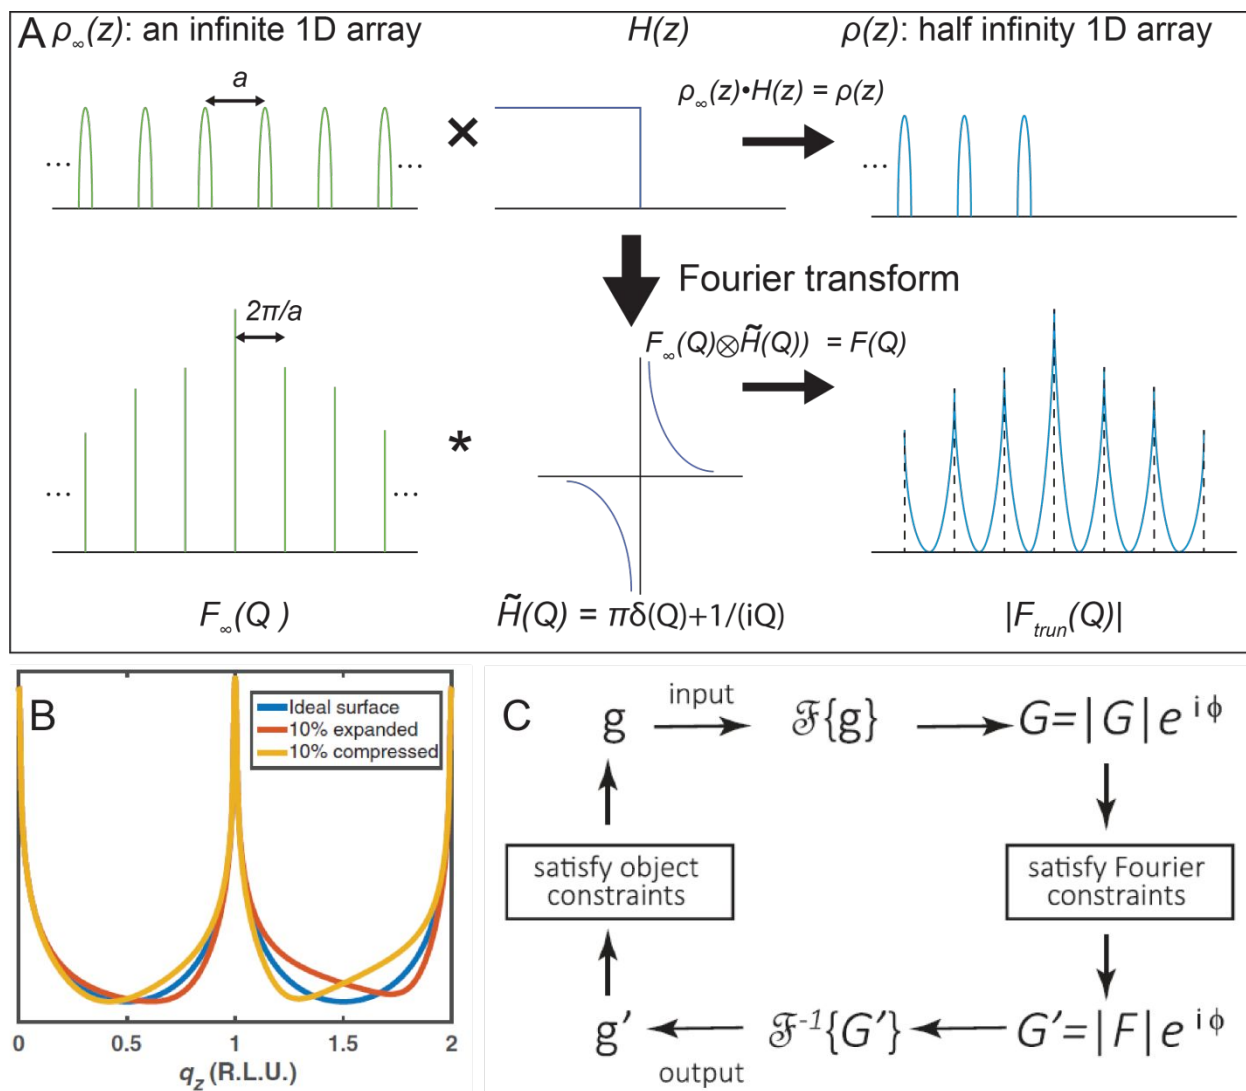 A ρ∞(z): an infinite 1D array
H(z)
ρ(z): half infinity 1D array
a
ρ∞(z)•H(z) = ρ(z)
×
... ...
...
Fourier transform
2π/a
F∞(Q)⊗H̃(Q)) = F(Q)
*
... ...
F∞(Q )
H̃(Q) = πδ(Q)+1/(iQ)
|Ftrun(Q)|
B
Ideal surface
10% expanded
10% compressed
0 0.5 1 1.5 2
qz (R.L.U.)
C
g input ℱ{g} G=|G|e iϕ
satisfy object
constraints
satisfy Fourier
constraints
g’ output ℱ-1{G’} G’=|F|e iϕ